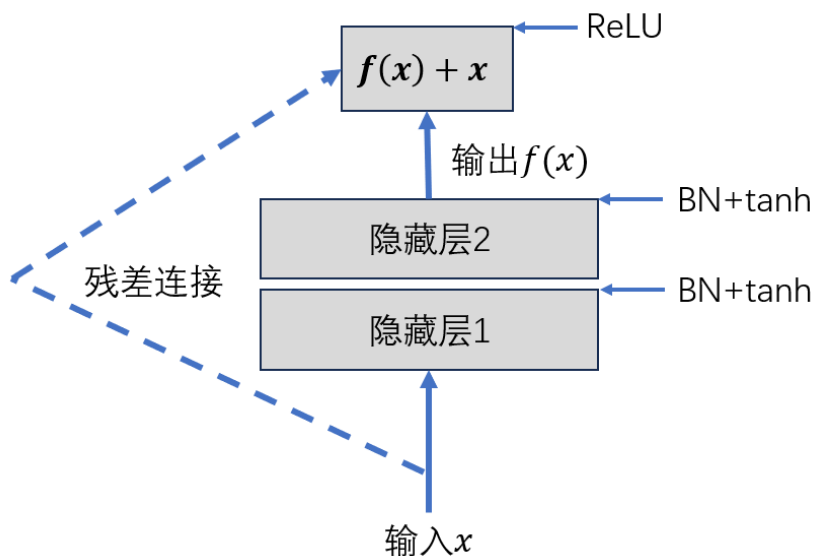 ReLU
f(x) + x
输出f(x)
BN+tanh
隐藏层2
残差连接
BN+tanh
隐藏层1
输入x